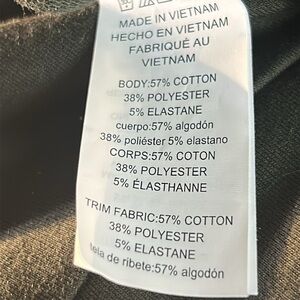 MADE IN VIETNAM
HECHO EN VIETNAM
FABRIQUÉ AU
VIETNAM
BODY:57% COTTON
38% POLYESTER
5% ELASTANE
cuerpo:57% algodón
38% poliéster 5% elastano
CORPS:57% COTON
38% POLYESTER
5% ÉLASTHANNE
TRIM FABRIC:57% COTTON
38% POLYESTER
5% ELASTANE
tela de ribete:57% algodón